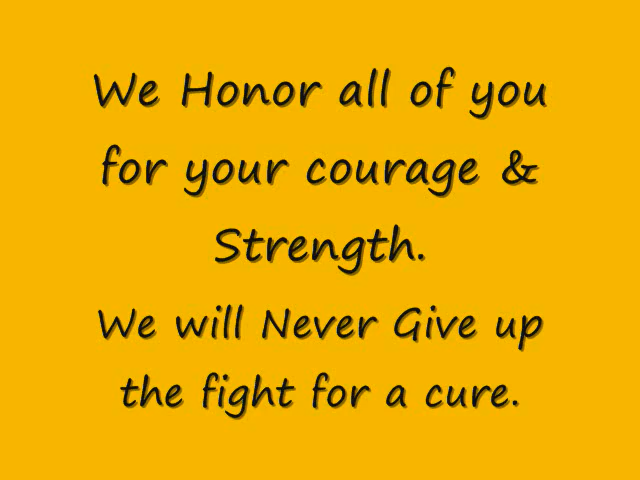 We Honor all of you
for your courage &
Strength.
We will Never Give up
the fight for a cure.